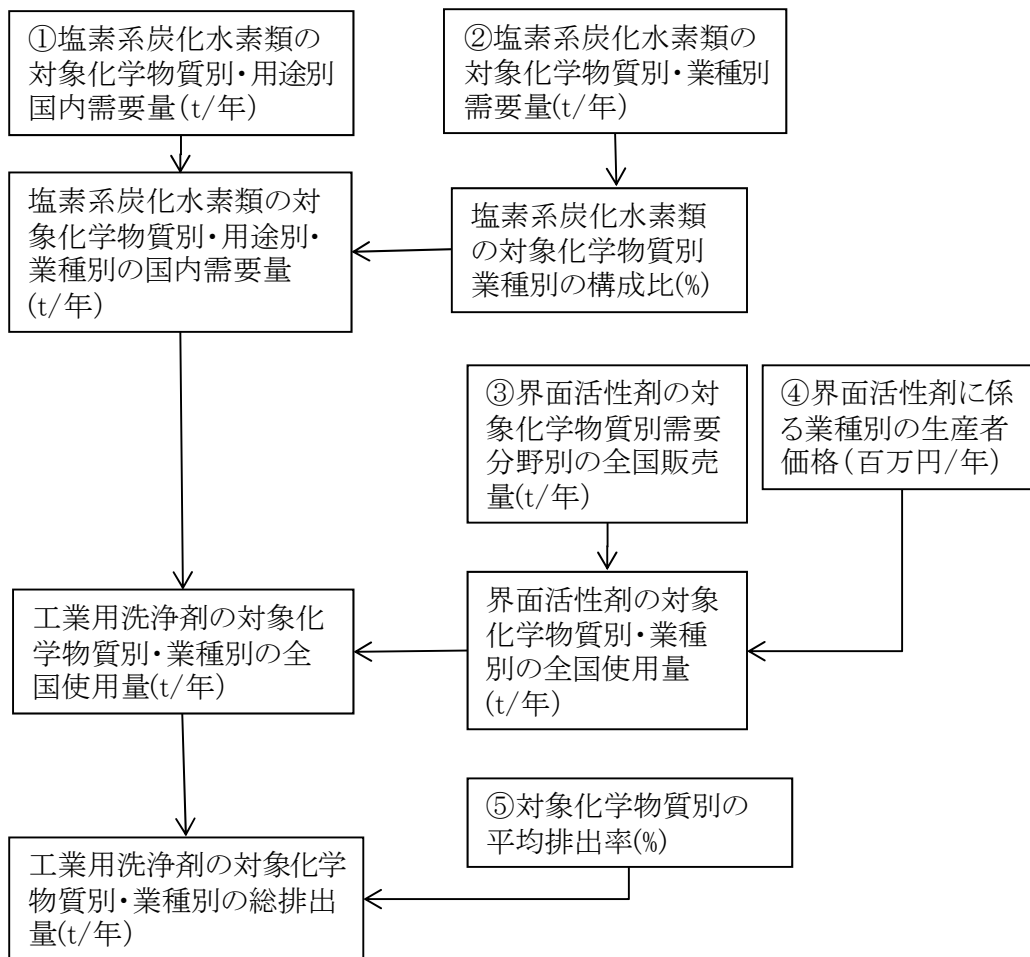 ①塩素系炭化水素類の
対象化学物質別・用途別
国内需要量(t/年)
②塩素系炭化水素類の
対象化学物質別・業種別
需要量(t/年)
塩素系炭化水素類の対
象化学物質別・用途別・
業種別の国内需要量
(t/年)
塩素系炭化水素類
の対象化学物質別
業種別の構成比(%)
③界面活性剤の対
象化学物質別需要
分野別の全国販売
量(t/年)
④界面活性剤に係
る業種別の生産者
価格(百万円/年)
工業用洗浄剤の対象化
学物質別・業種別の全
国使用量(t/年)
界面活性剤の対象
化学物質別・業種
別の全国使用量
(t/年)
⑤対象化学物質別の
平均排出率(%)
工業用洗浄剤の対象化学
物質別・業種別の総排出
量(t/年)